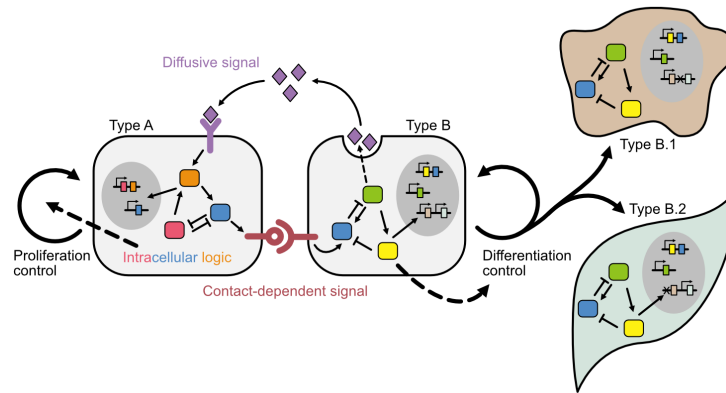 Diffusive signal
Type A
Type B
Type B.1
Type B.2
Proliferation
control
Intracellular logic
Contact-dependent signal
Differentiation
control